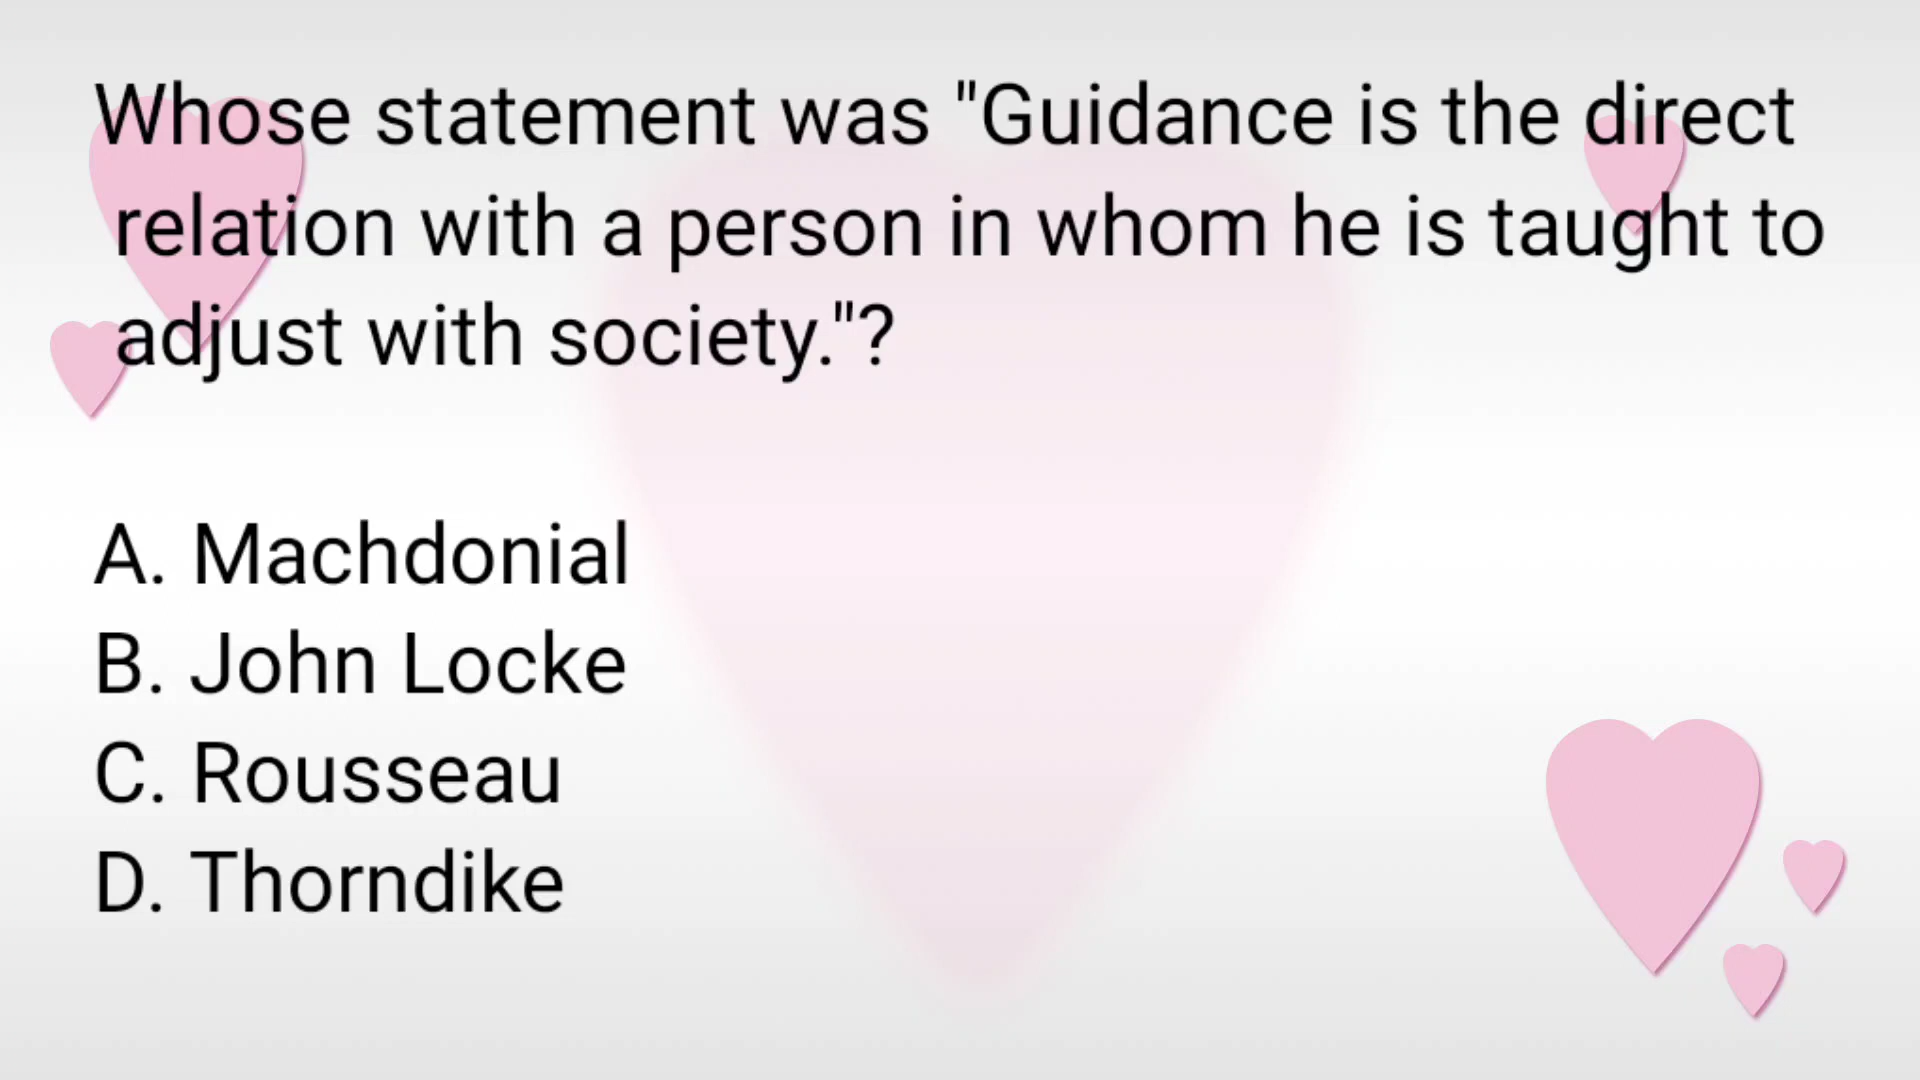 Whose statement was "Guidance is the direct
relation with a person in whom he is taught to
adjust with society."?
A. Machdonial
B. John Locke
C. Rousseau
D. Thorndike